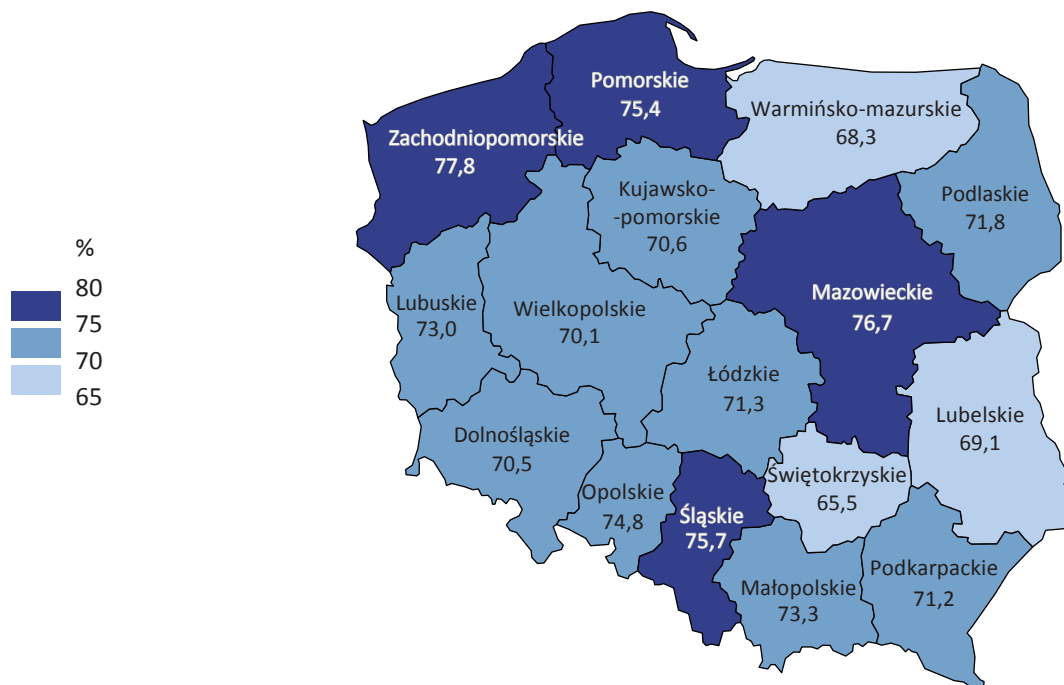 Pomorskie
75,4
Warmińsko-mazurskie
68,3
Zachodniopomorskie
77,8
Kujawsko-
-pomorskie
70,6
Podlaskie
71,8
%
80
75
70
65
Lubuskie
73,0
Wielkopolskie
70,1
Mazowieckie
76,7
Łódzkie
71,3
Lubelskie
69,1
Dolnośląskie
70,5
Opolskie
74,8
Śląskie
75,7
Świętokrzyskie
65,5
Małopolskie
73,3
Podkarpackie
71,2